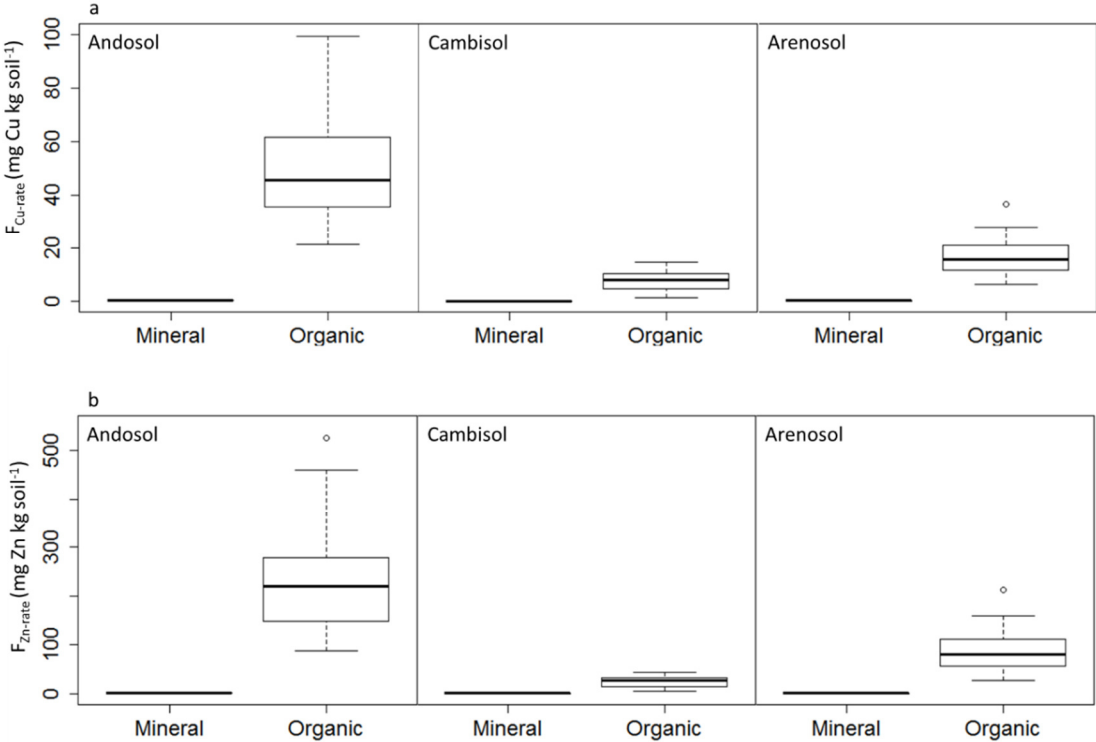 a
Andosol
Cambisol
Arenosol
F_Cu-rate (mg Cu kg soil⁻¹)
100
80
60
40
20
0
Mineral
Organic
Mineral
Organic
Mineral
Organic
b
Andosol
Cambisol
Arenosol
F_Zn-rate (mg Zn kg soil⁻¹)
500
300
100
0
Mineral
Organic
Mineral
Organic
Mineral
Organic